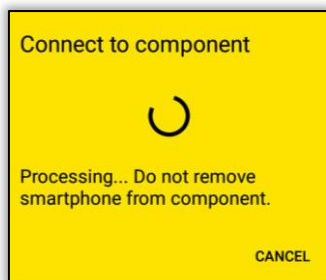 Connect to component
Processing... Do not remove
smartphone from component.
CANCEL